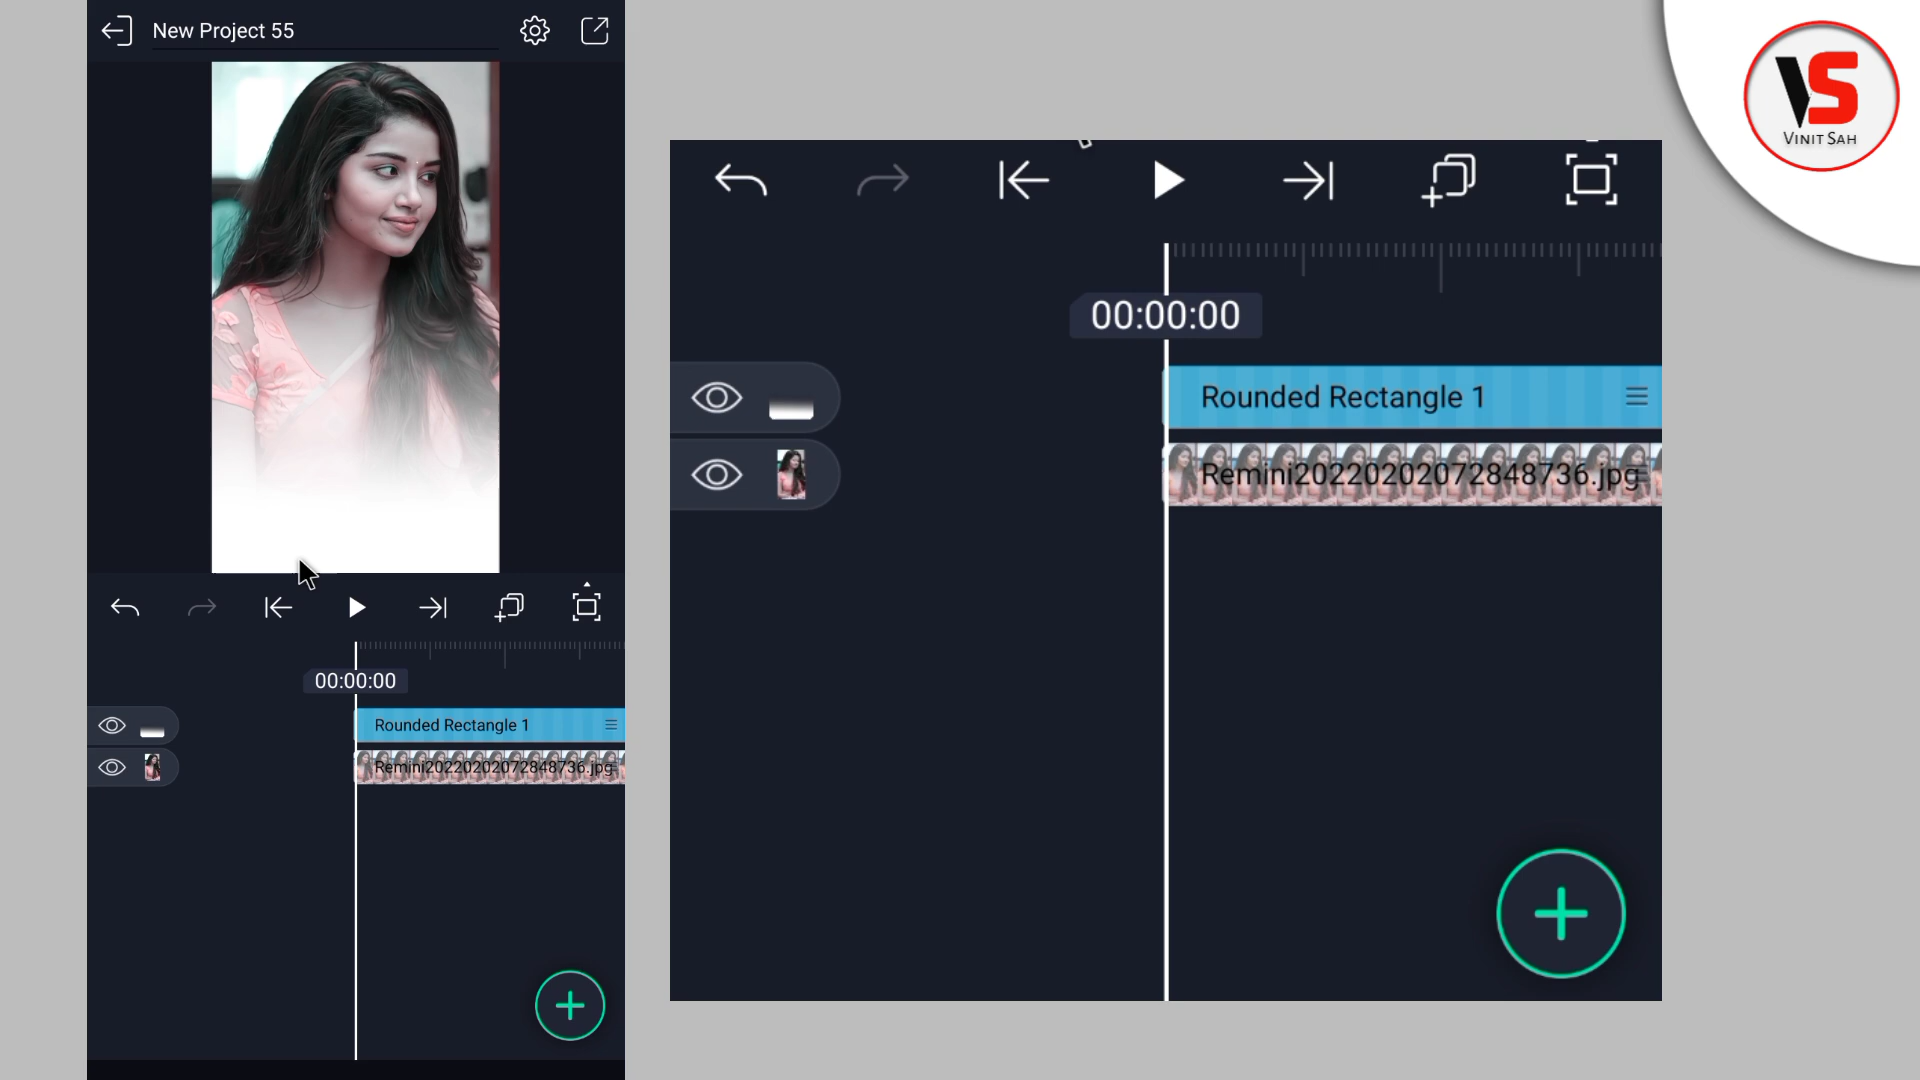 New Project 55
00:00:00
Rounded Rectangle 1
Remini20220202072848736.jpg
00:00:00
Rounded Rectangle 1
Remini20220202072848736.jpg
VS
VINIT SAH